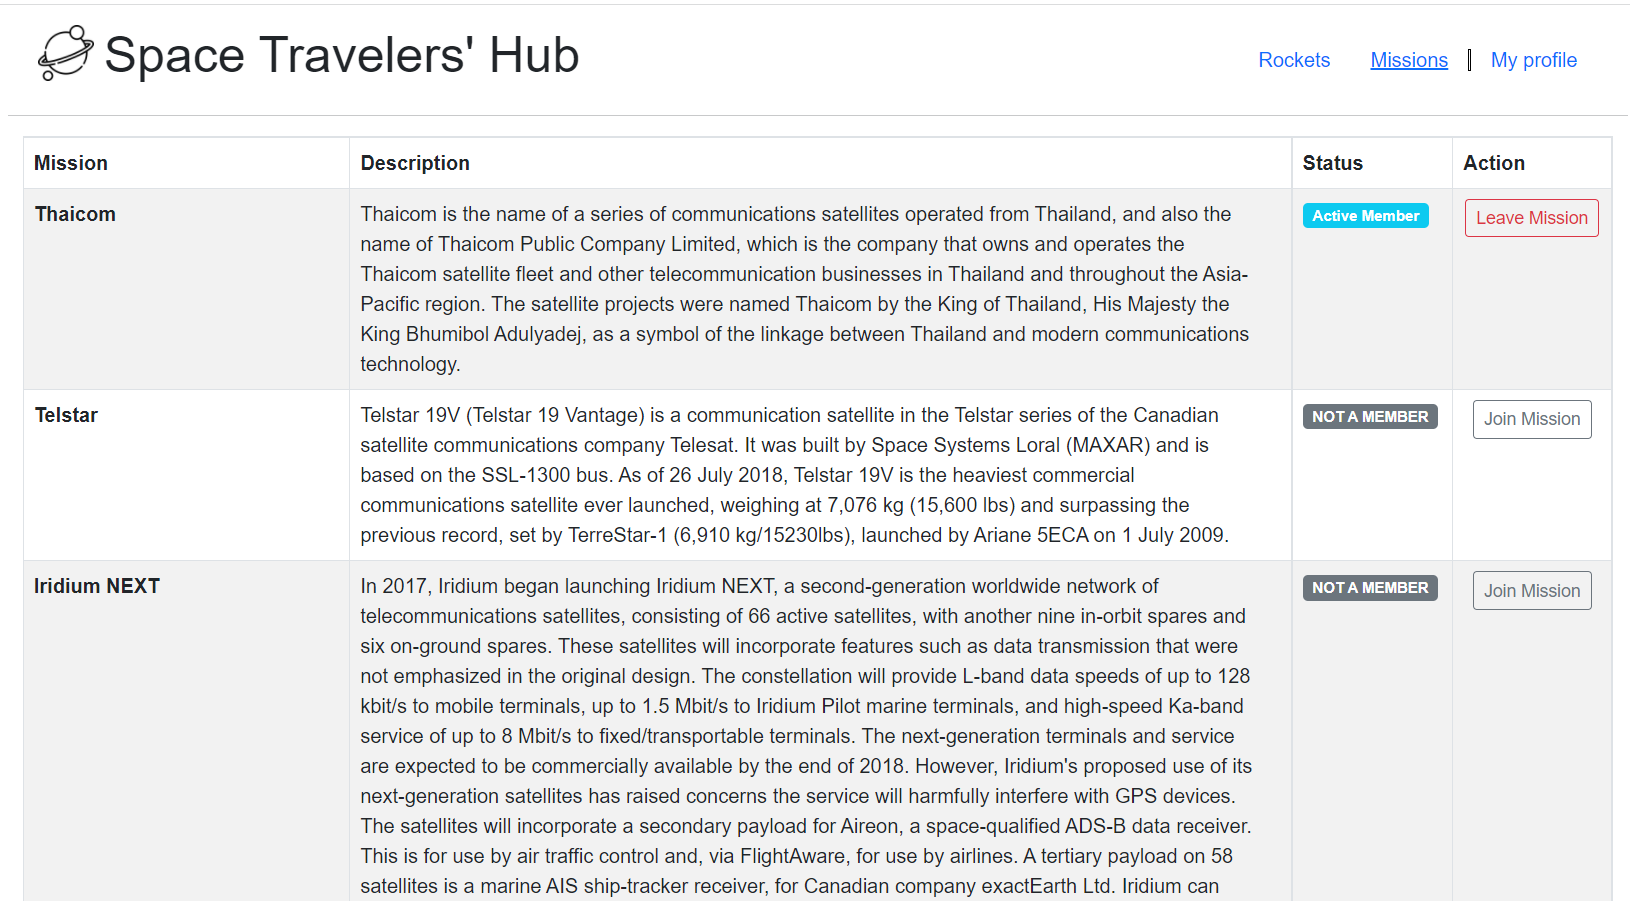 Space Travelers' Hub
Rockets Missions My profile
Mission Description Status Action
Thaicom
Thaicom is the name of a series of communications satellites operated from Thailand, and also the
name of Thaicom Public Company Limited, which is the company that owns and operates the
Thaicom satellite fleet and other telecommunication businesses in Thailand and throughout the Asia-
Pacific region. The satellite projects were named Thaicom by the King of Thailand, His Majesty the
King Bhumibol Adulyadej, as a symbol of the linkage between Thailand and modern communications
technology.
Active Member
Leave Mission
Telstar
Telstar 19V (Telstar 19 Vantage) is a communication satellite in the Telstar series of the Canadian
satellite communications company Telesat. It was built by Space Systems Loral (MAXAR) and is
based on the SSL-1300 bus. As of 26 July 2018, Telstar 19V is the heaviest commercial
communications satellite ever launched, weighing at 7,076 kg (15,600 lbs) and surpassing the
previous record, set by TerreStar-1 (6,910 kg/15230lbs), launched by Ariane 5ECA on 1 July 2009.
NOT A MEMBER
Join Mission
Iridium NEXT
In 2017, Iridium began launching Iridium NEXT, a second-generation worldwide network of
telecommunications satellites, consisting of 66 active satellites, with another nine in-orbit spares and
six on-ground spares. These satellites will incorporate features such as data transmission that were
not emphasized in the original design. The constellation will provide L-band data speeds of up to 128
kbit/s to mobile terminals, up to 1.5 Mbit/s to Iridium Pilot marine terminals, and high-speed Ka-band
service of up to 8 Mbit/s to fixed/transportable terminals. The next-generation terminals and service
are expected to be commercially available by the end of 2018. However, Iridium's proposed use of its
next-generation satellites has raised concerns the service will harmfully interfere with GPS devices.
The satellites will incorporate a secondary payload for Aireon, a space-qualified ADS-B data receiver.
This is for use by air traffic control and, via FlightAware, for use by airlines. A tertiary payload on 58
satellites is a marine AIS ship-tracker receiver, for Canadian company exactEarth Ltd. Iridium can
NOT A MEMBER
Join Mission